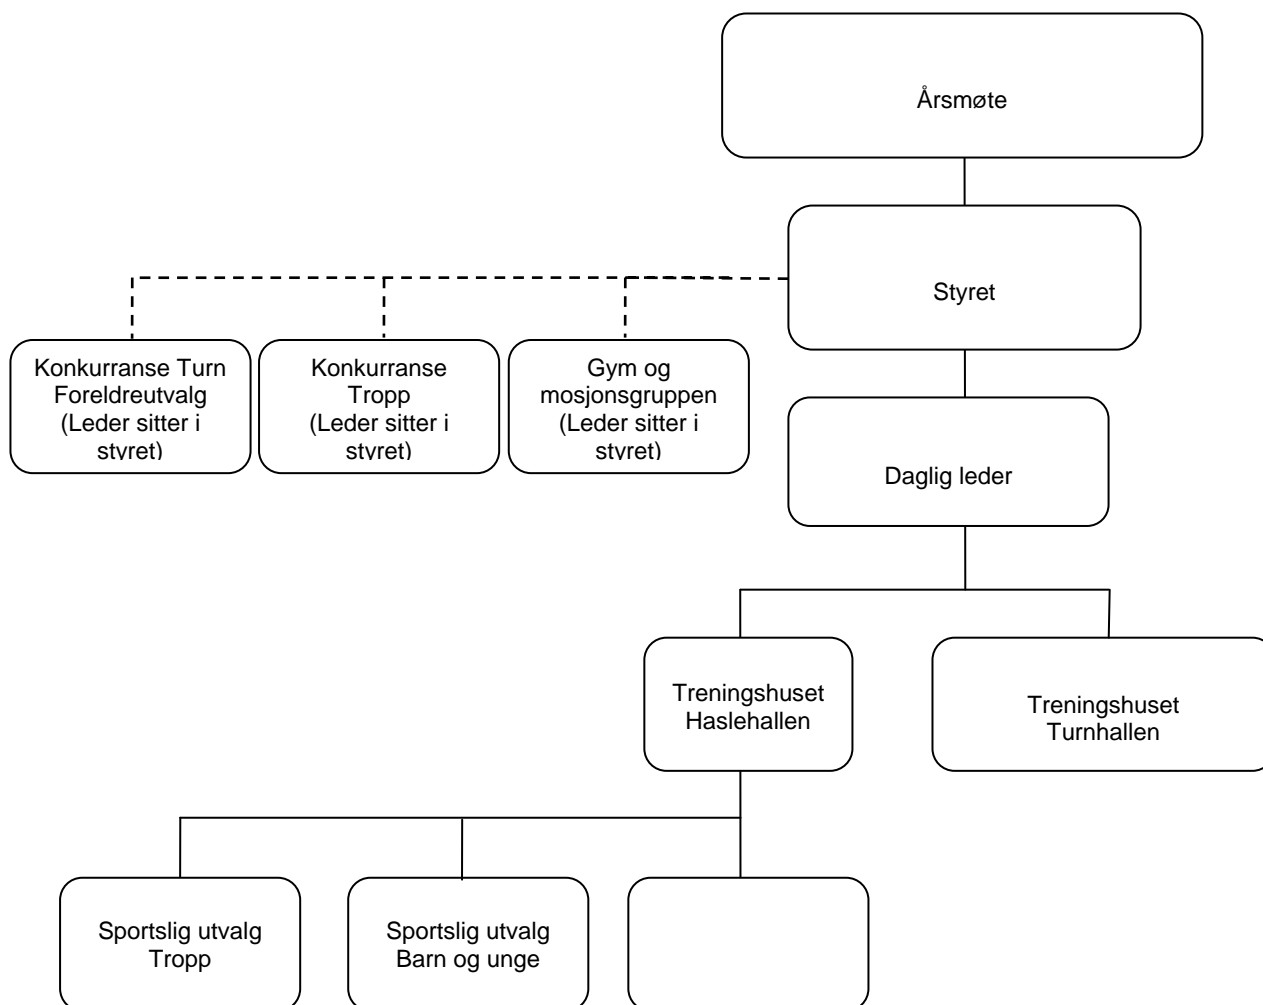 Årsmøte
Styret
Konkurranse Turn
Foreldreutvalg
(Leder sitter i
styret)
Konkurranse
Tropp
(Leder sitter i
styret)
Gym og
mosjonsgruppen
(Leder sitter i
styret)
Daglig leder
Treningshuset
Haslehallen
Treningshuset
Turnhallen
Sportslig utvalg
Tropp
Sportslig utvalg
Barn og unge